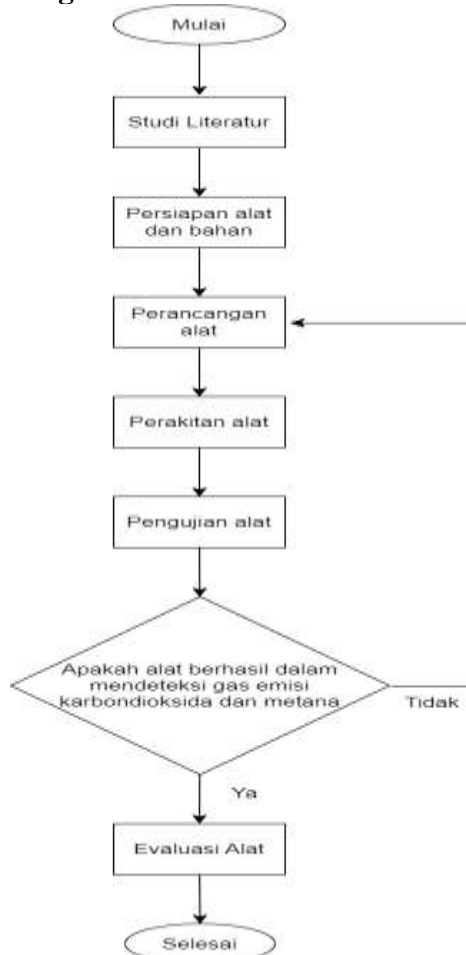 Mulai
Studi Literatur
Persiapan alat
dan bahan
Perancangan
alat
Perakitan alat
Pengujian alat
Apakah alat berhasil dalam
mendeteksi gas emisi
karbondioksida dan metana
Tidak
Ya
Evaluasi Alat
Selesai